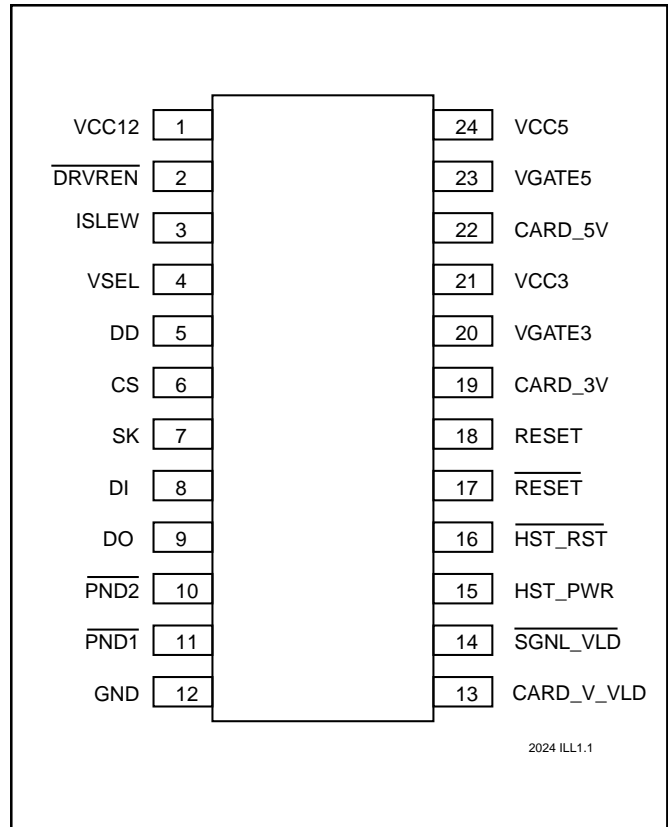 VCC12 1 24 VCC5
DRVREN 2 23 VGATE5
ISLEW 3 22 CARD_5V
VSEL 4 21 VCC3
DD 5 20 VGATE3
CS 6 19 CARD_3V
SK 7 18 RESET
DI 8 17 RESET
DO 9 16 HST_RST
PND2 10 15 HST_PWR
PND1 11 14 SGNL_VLD
GND 12 13 CARD_V_VLD
2024 ILL1.1